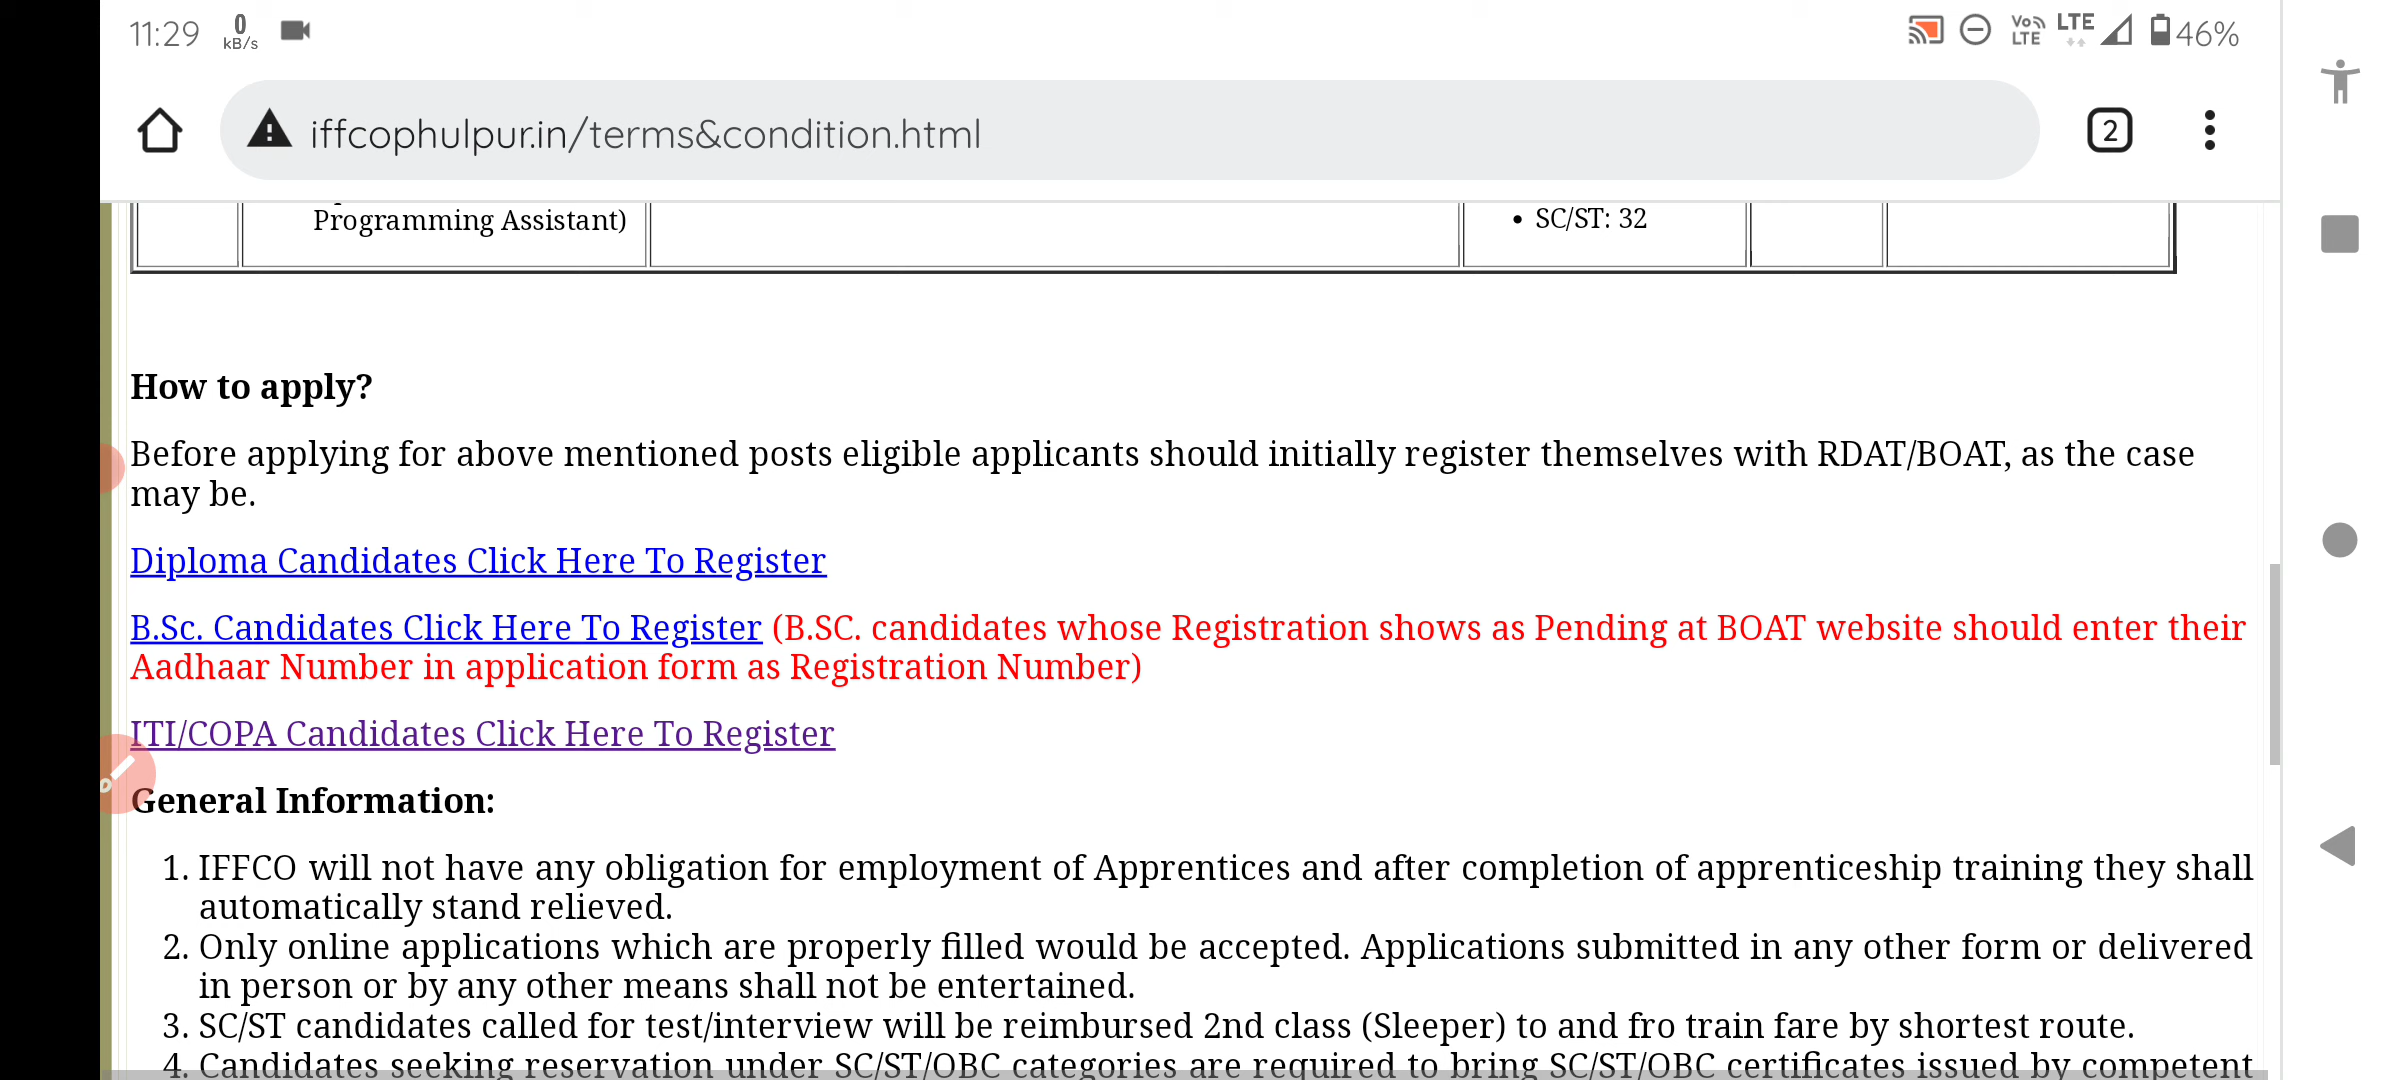 11:29 0 kB/s Vo LTE LTE 46%
iffcophulpur.in/terms&condition.html 2
Programming Assistant) • SC/ST: 32
How to apply?
Before applying for above mentioned posts eligible applicants should initially register themselves with RDAT/BOAT, as the case
may be.
Diploma Candidates Click Here To Register
B.Sc. Candidates Click Here To Register (B.SC. candidates whose Registration shows as Pending at BOAT website should enter their
Aadhaar Number in application form as Registration Number)
ITI/COPA Candidates Click Here To Register
General Information:
1. IFFCO will not have any obligation for employment of Apprentices and after completion of apprenticeship training they shall
automatically stand relieved.
2. Only online applications which are properly filled would be accepted. Applications submitted in any other form or delivered
in person or by any other means shall not be entertained.
3. SC/ST candidates called for test/interview will be reimbursed 2nd class (Sleeper) to and fro train fare by shortest route.
4. Candidates seeking reservation under SC/ST/OBC categories are required to bring SC/ST/OBC certificates issued by competent